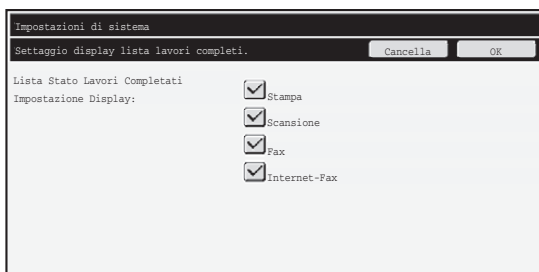 Impostazioni di sistema
Settaggio display lista lavori completi. Cancella OK
Lista Stato Lavori Completati
Impostazione Display:
Stampa
Scansione
Fax
Internet-Fax